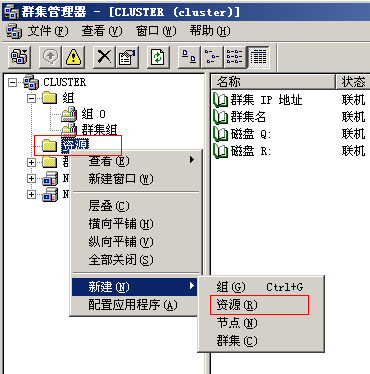 群集管理器 - [CLUSTER (cluster)]
文件(F) 查看(V) 窗口(W) 帮助(H)
CLUSTER
组
组 0
群集组
资源
群
N
N
名称 状态
群集 IP 地址 联机
群集名 联机
磁盘 Q: 联机
磁盘 R: 联机
查看(E)
新建窗口(W)
层叠(C)
横向平铺(H)
纵向平铺(V)
全部关闭(S)
新建(N)
配置应用程序(A)
组(G) Ctrl+G
资源(R)
节点(N)
群集(C)